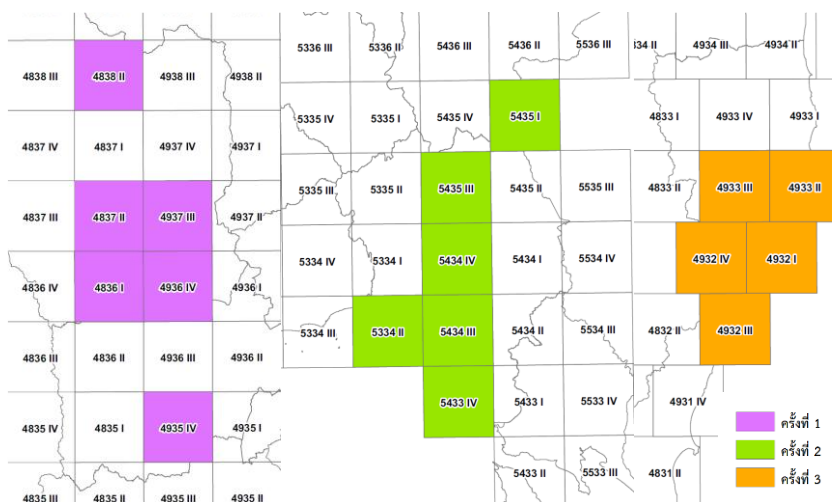 4838 III 4838 II 4938 III 4938 II
4837 IV 4837 I 4937 IV 4937 I
4837 III 4837 II 4937 III 4937 II
4836 IV 4836 I 4936 IV 4936 I
4836 III 4836 II 4936 III 4936 II
4835 IV 4835 I 4935 IV 4935 I
4835 III 4835 II 4935 III 4935 II
5336 III 5336 II 5436 III 5436 II 5536 III
5335 IV 5335 I 5435 IV 5435 I
5335 III 5335 II 5435 III 5435 II 5535 III
5334 IV 5334 I 5434 IV 5434 I 5534 IV
5334 III 5334 II 5434 III 5434 II 5534 III
5433 IV 5433 I 5533 IV
5433 II 5533 III
4934 III 4934 II
4833 I 4933 IV 4933 I
4833 II 4933 III 4933 II
4932 IV 4932 I
4832 II 4932 III
4931 IV
4831 II
ครั้งที่ 1
ครั้งที่ 2
ครั้งที่ 3